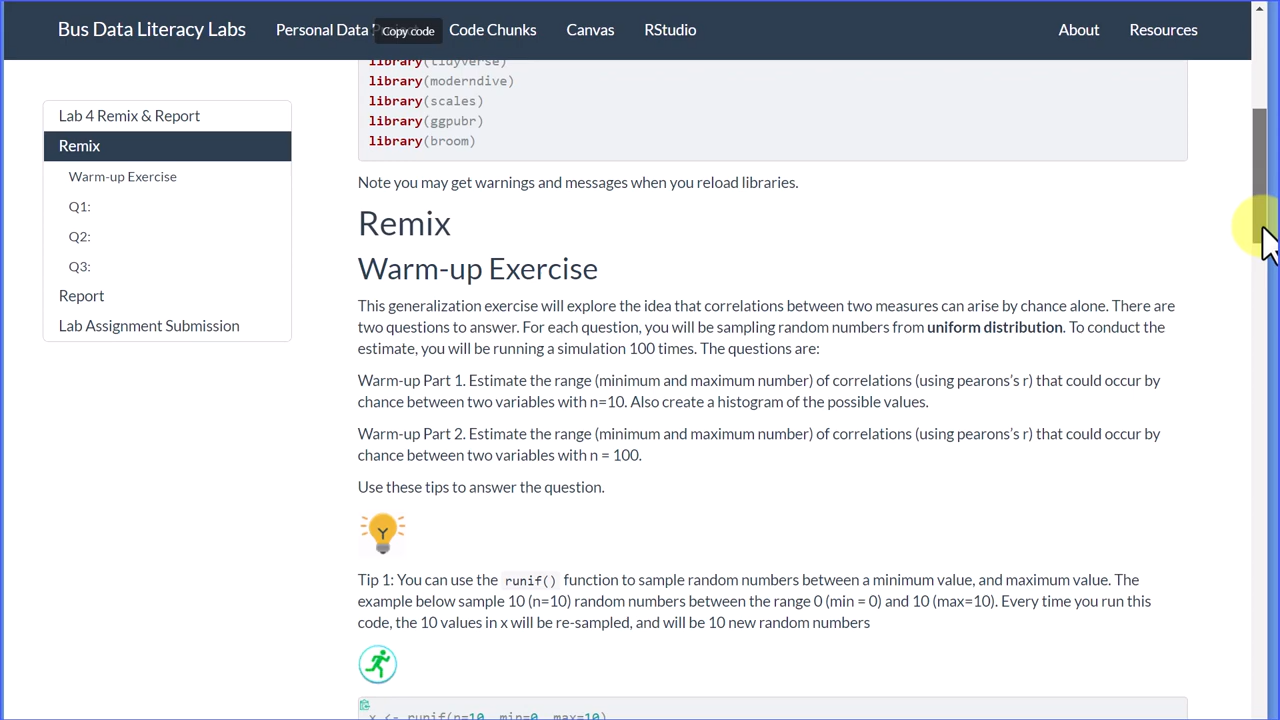 Bus Data Literacy Labs
Personal Data
Copy code
Code Chunks
Canvas
RStudio
About
Resources
Lab 4 Remix & Report
Remix
Warm-up Exercise
Q1:
Q2:
Q3:
Report
Lab Assignment Submission
library(tidyverse)
library(moderndive)
library(scales)
library(ggpubr)
library(broom)
Note you may get warnings and messages when you reload libraries.
Remix
Warm-up Exercise
This generalization exercise will explore the idea that correlations between two measures can arise by chance alone. There are
two questions to answer. For each question, you will be sampling random numbers from uniform distribution. To conduct the
estimate, you will be running a simulation 100 times. The questions are:
Warm-up Part 1. Estimate the range (minimum and maximum number) of correlations (using pearons’s r) that could occur by
chance between two variables with n=10. Also create a histogram of the possible values.
Warm-up Part 2. Estimate the range (minimum and maximum number) of correlations (using pearons’s r) that could occur by
chance between two variables with n = 100.
Use these tips to answer the question.
Tip 1: You can use the runif() function to sample random numbers between a minimum value, and maximum value. The
example below sample 10 (n=10) random numbers between the range 0 (min = 0) and 10 (max=10). Every time you run this
code, the 10 values in x will be re-sampled, and will be 10 new random numbers
x <- runif(n=10, min=0, max=10)